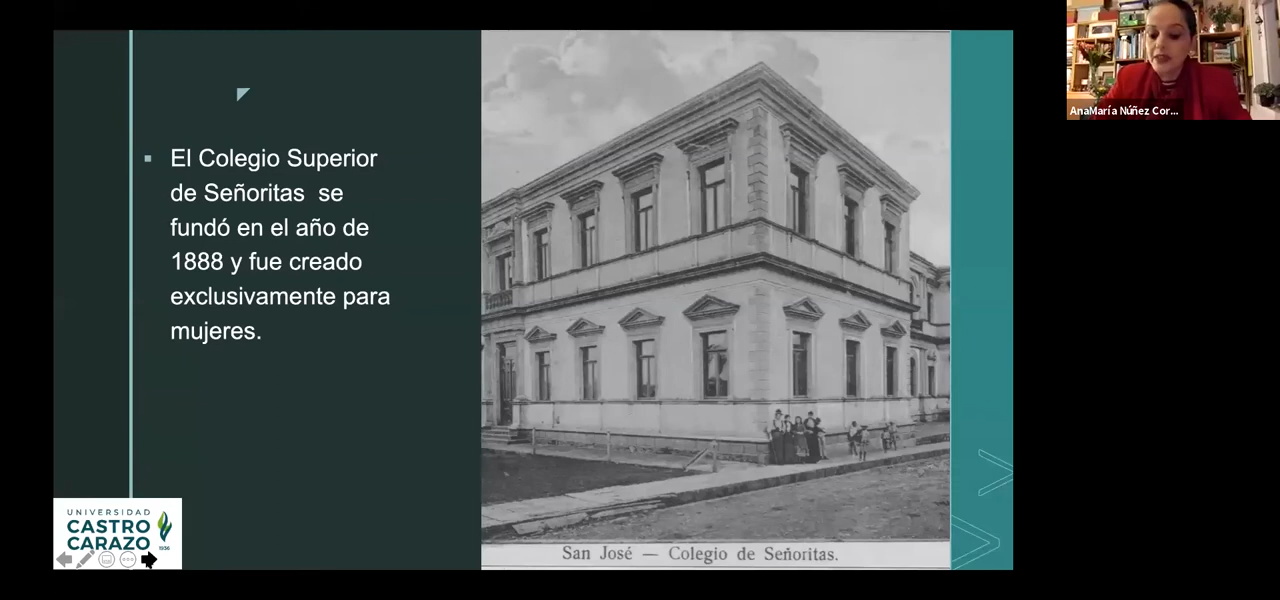 El Colegio Superior
de Señoritas  se
fundó en el año de
1888 y fue creado
exclusivamente para
mujeres.
San José — Colegio de Señoritas.
UNIVERSIDAD
CASTRO
CARAZO
1936
AnaMaría Núñez Cor...